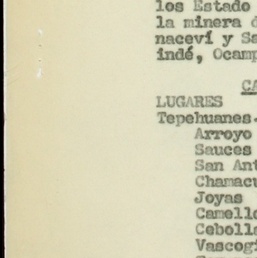 los Estado
la minera d
naceví y Sa
indé, Ocamp
CA
LUGARES
Tepehuanes.
Arroyo
Sauces
San Ant
Chamacu
Joyas
Camello
Cebolla
Vascogi